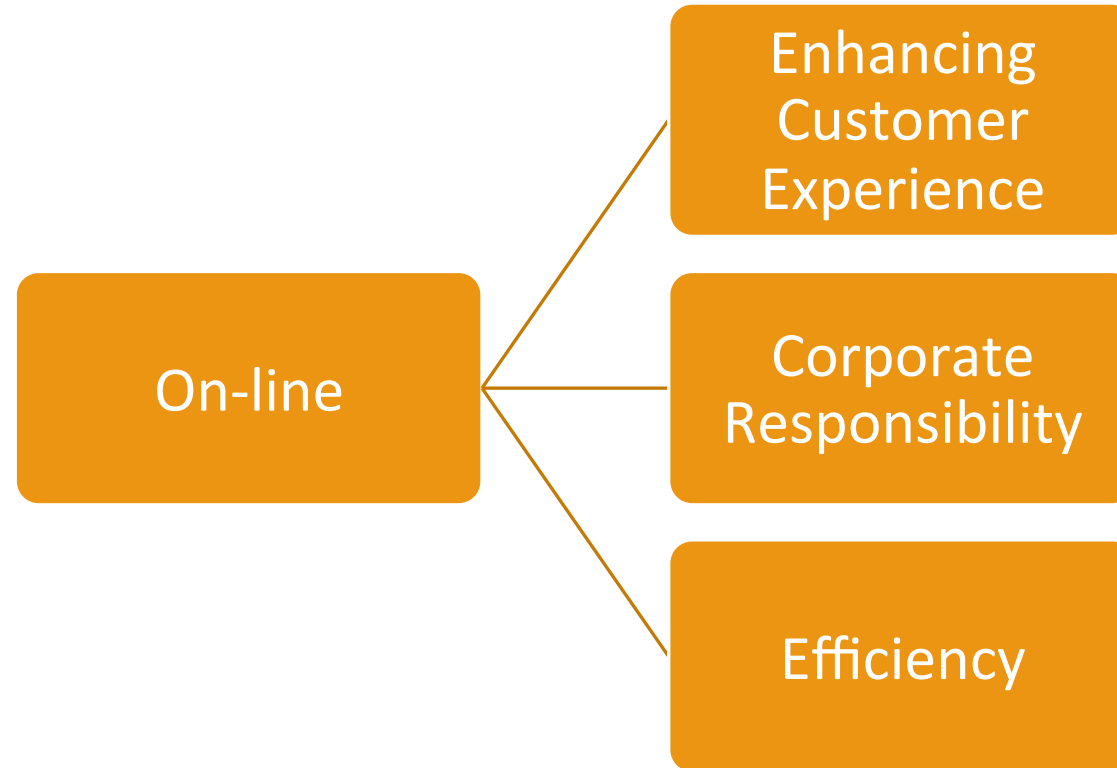 Enhancing
Customer
Experience
On-line
Corporate
Responsibility
Efficiency